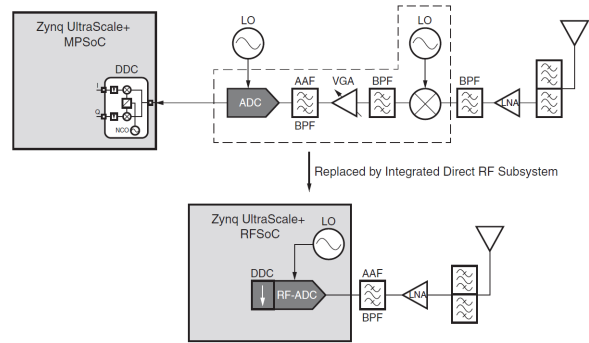 Zynq UltraScale+
MPSoC
DDC
I
Q
NCO
LO
LO
ADC
AAF
BPF
VGA
BPF
BPF
LNA
Replaced by Integrated Direct RF Subsystem
Zynq UltraScale+
RFSoC
LO
DDC
RF-ADC
AAF
BPF
LNA